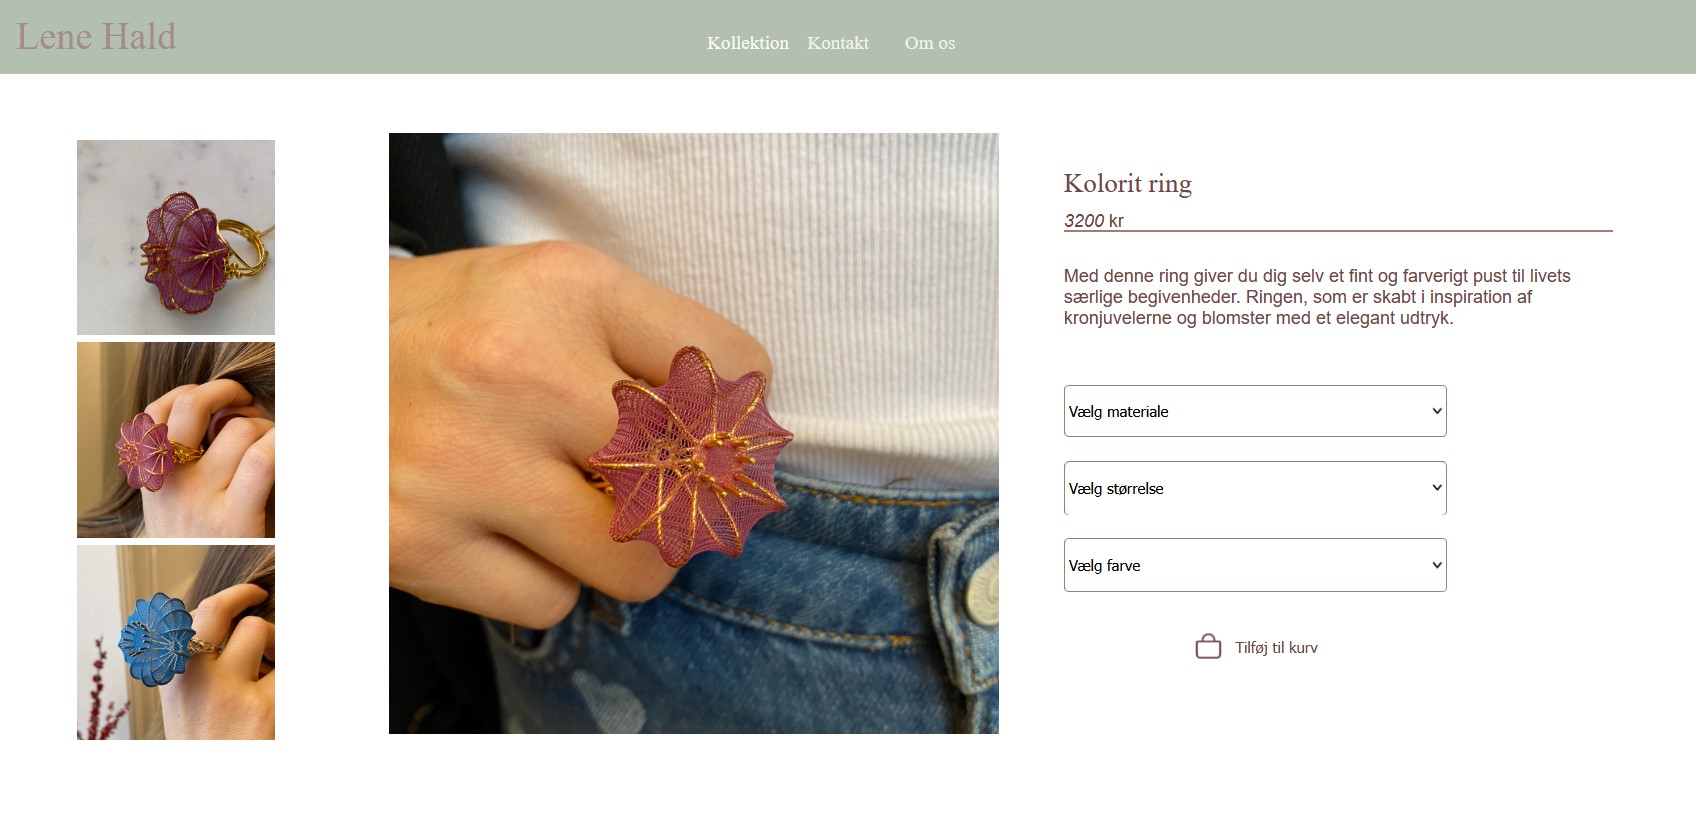 Lene Hald
Kollektion Kontakt Om os
Kolorit ring
3200 kr
Med denne ring giver du dig selv et fint og farverigt pust til livets
særlige begivenheder. Ringen, som er skabt i inspiration af
kronjuvelerne og blomster med et elegant udtryk.
Vælg materiale
Vælg størrelse
Vælg farve
Tilføj til kurv